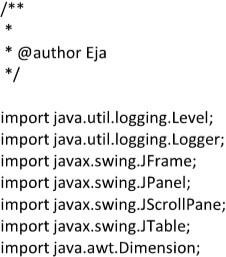 /**
 *
 * @author Eja
 */

import java.util.logging.Level;
import java.util.logging.Logger;
import javax.swing.JFrame;
import javax.swing.JPanel;
import javax.swing.JScrollPane;
import javax.swing.JTable;
import java.awt.Dimension;